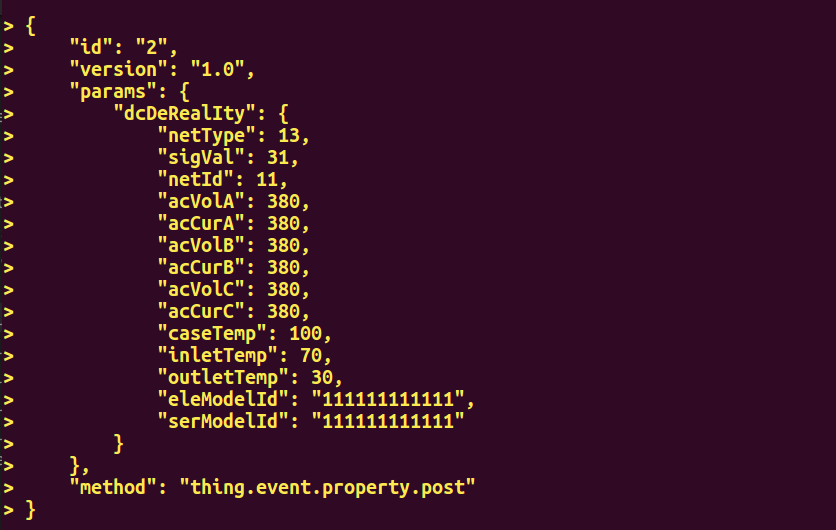 > {
>     "id": "2",
>     "version": "1.0",
>     "params": {
>         "dcDeRealIty": {
>             "netType": 13,
>             "sigVal": 31,
>             "netId": 11,
>             "acVolA": 380,
>             "acCurA": 380,
>             "acVolB": 380,
>             "acCurB": 380,
>             "acVolC": 380,
>             "acCurC": 380,
>             "caseTemp": 100,
>             "inletTemp": 70,
>             "outletTemp": 30,
>             "eleModelId": "111111111111",
>             "serModelId": "111111111111"
>         }
>     },
>     "method": "thing.event.property.post"
> }